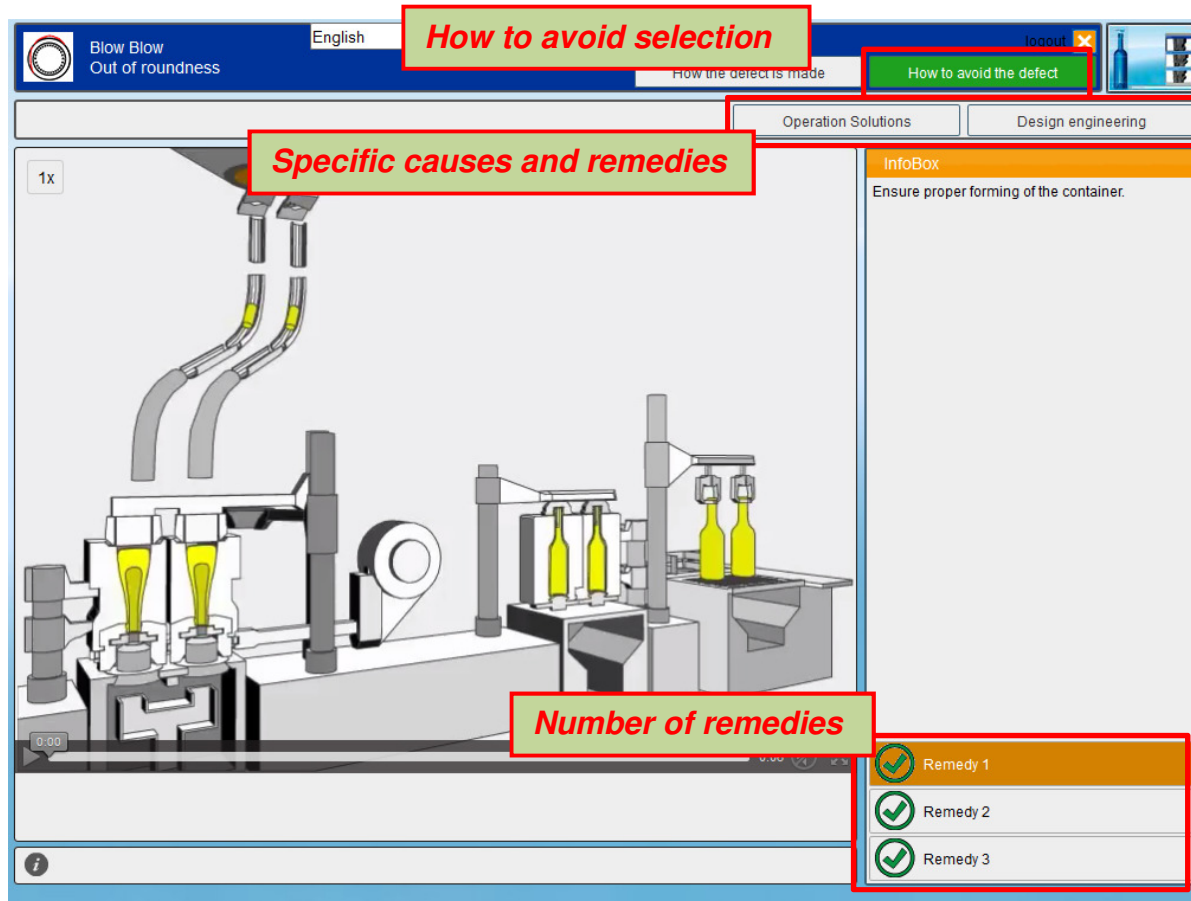 Blow Blow
Out of roundness
English
How to avoid selection
logout
How the defect is made
How to avoid the defect
Operation Solutions
Design engineering
Specific causes and remedies
1x
InfoBox
Ensure proper forming of the container.
Number of remedies
0:00
0:00
Remedy 1
Remedy 2
Remedy 3